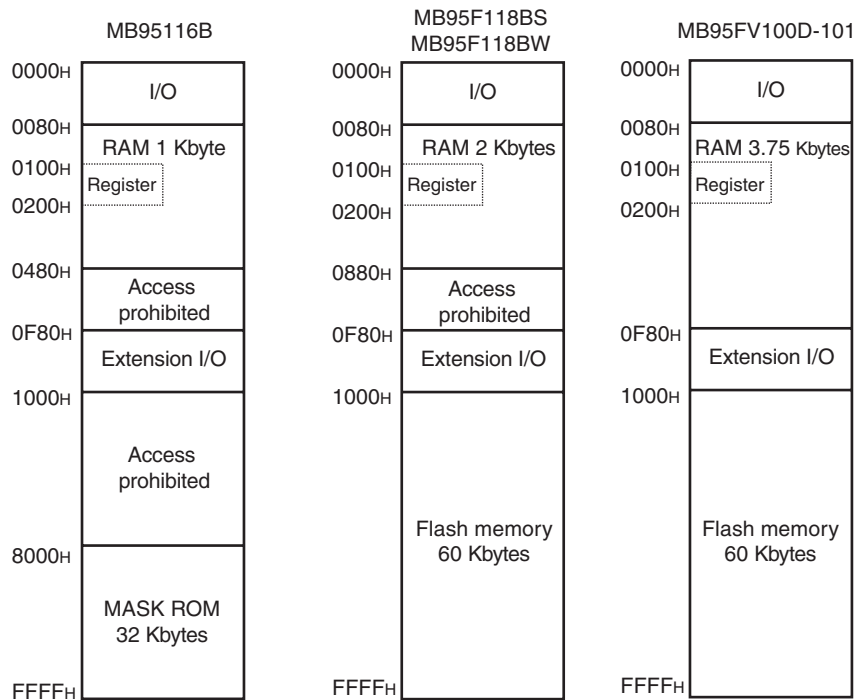 MB95116B
0000H
I/O
0080H
RAM 1 Kbyte
0100H
Register
0200H
0480H
Access
prohibited
0F80H
Extension I/O
1000H
Access
prohibited
8000H
MASK ROM
32 Kbytes
FFFFH
MB95F118BS
MB95F118BW
0000H
I/O
0080H
RAM 2 Kbytes
0100H
Register
0200H
0880H
Access
prohibited
0F80H
Extension I/O
1000H
Flash memory
60 Kbytes
FFFFH
MB95FV100D-101
0000H
I/O
0080H
RAM 3.75 Kbytes
0100H
Register
0200H
0F80H
Extension I/O
1000H
Flash memory
60 Kbytes
FFFFH